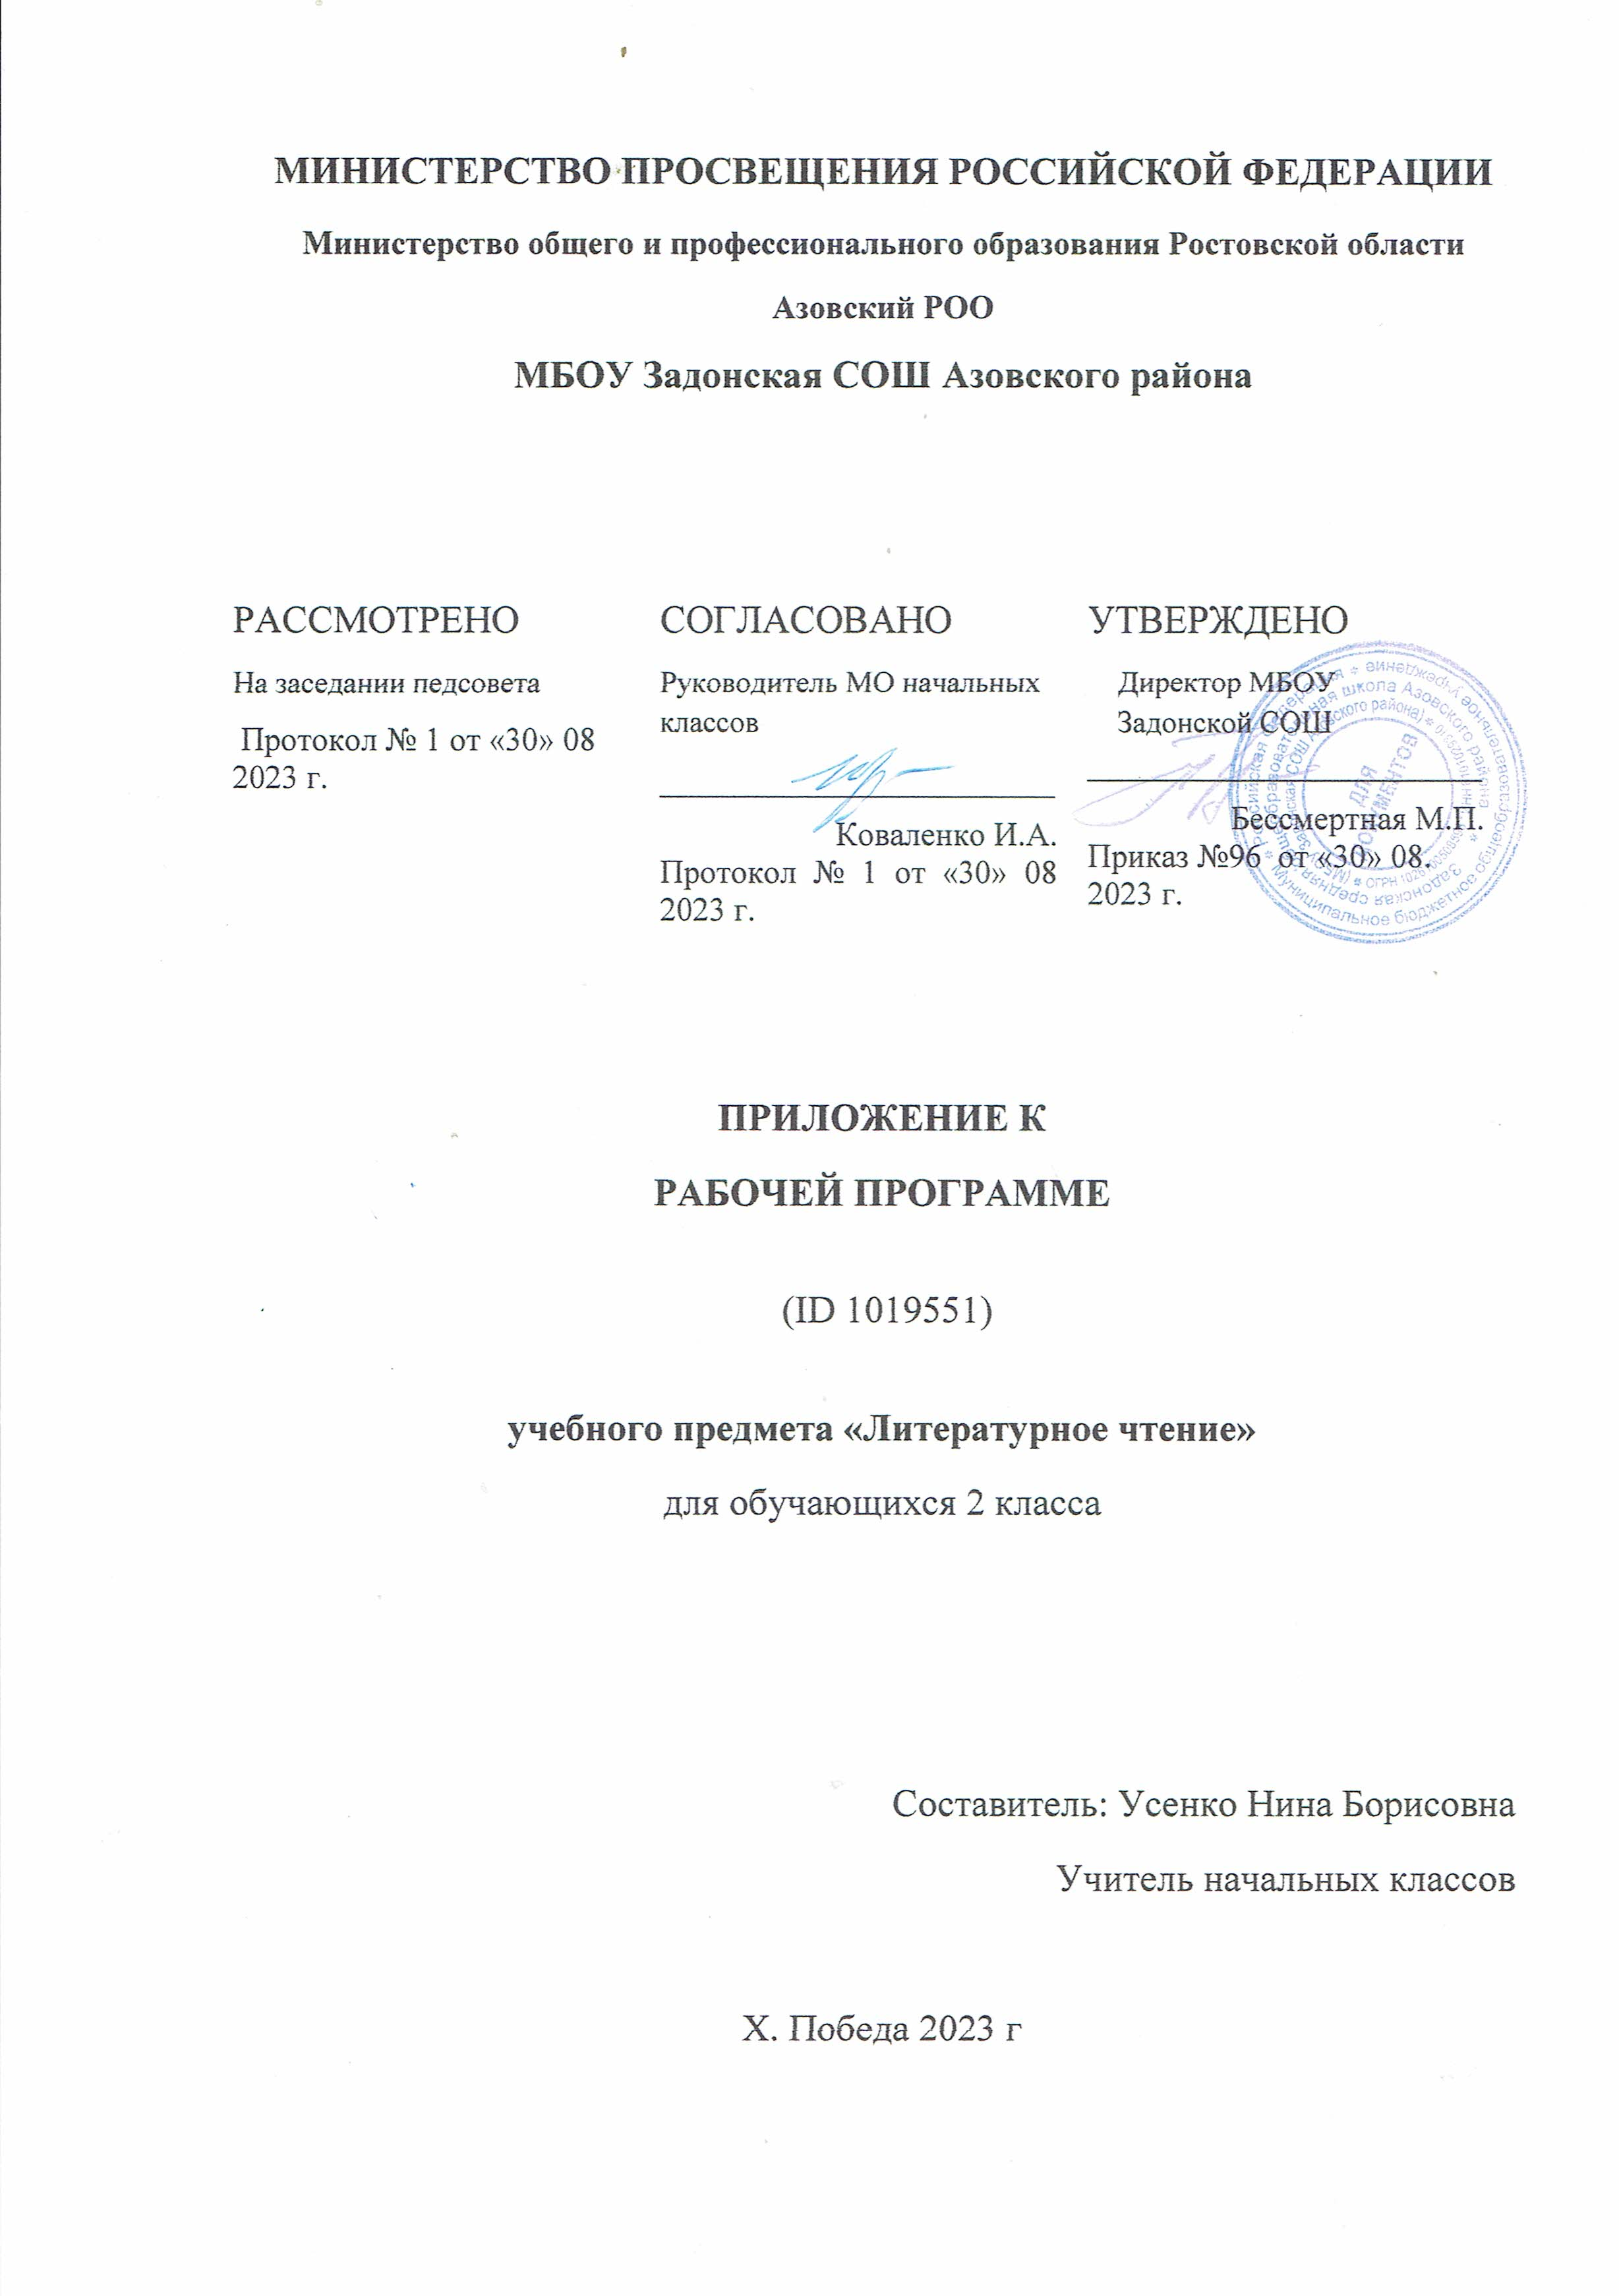 МИНИСТЕРСТВО ПРОСВЕЩЕНИЯ РОССИЙСКОЙ ФЕДЕРАЦИИ
Министерство общего и профессионального образования Ростовской области
Азовский РОО
МБОУ Задонская СОШ Азовского района
РАССМОТРЕНО
На заседании педсовета
Протокол № 1 от «30» 08
2023 г.
СОГЛАСОВАНО
Руководитель МО начальных
классов
Коваленко И.А.
Протокол № 1 от «30» 08
2023 г.
УТВЕРЖДЕНО
Директор МБОУ
Задонской СОШ
Бессмертная М.П.
Приказ №96 от «30» 08.
2023 г.
ДЛЯ
ДОКУМЕНТОВ
ПРИЛОЖЕНИЕ К
РАБОЧЕЙ ПРОГРАММЕ
(ID 1019551)
учебного предмета «Литературное чтение»
для обучающихся 2 класса
Составитель: Усенко Нина Борисовна
Учитель начальных классов
Х. Победа 2023 г